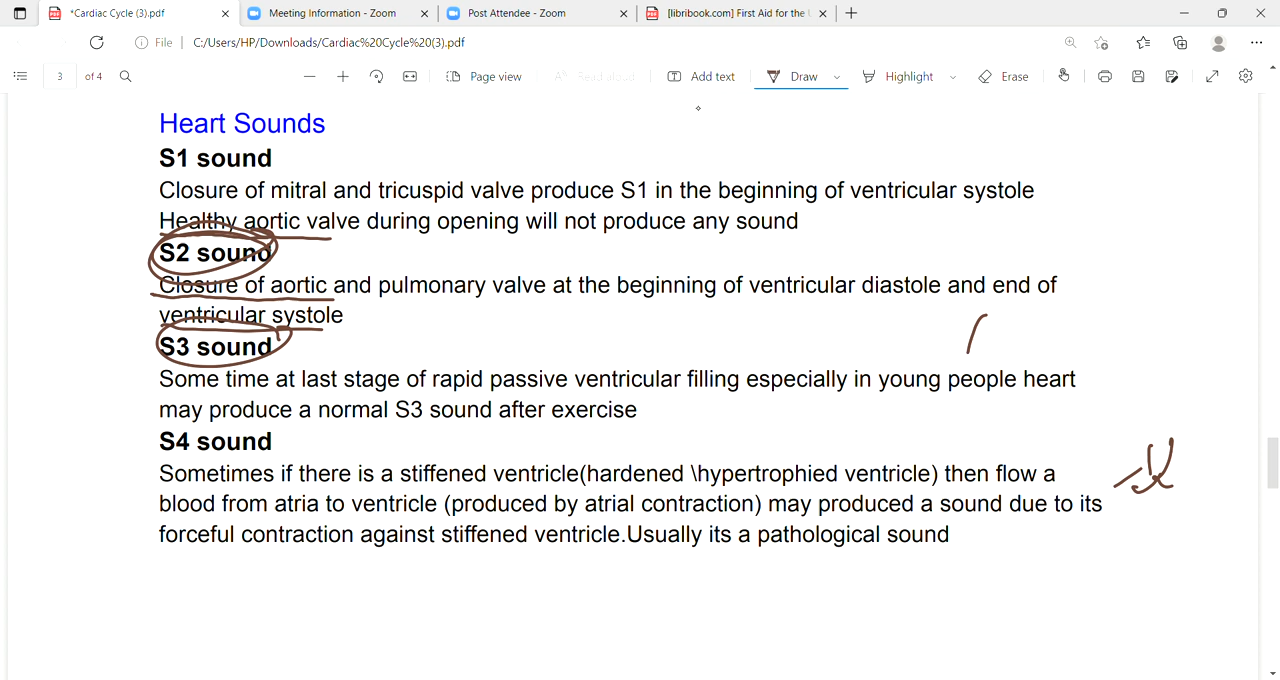 *Cardiac Cycle (3).pdf
Meeting Information - Zoom
Post Attendee - Zoom
[libribook.com] First Aid for the
File | C:/Users/HP/Downloads/Cardiac%20Cycle%20(3).pdf
3 of 4
Page view
Read aloud
Add text
Draw
Highlight
Erase
Heart Sounds
S1 sound
Closure of mitral and tricuspid valve produce S1 in the beginning of ventricular systole
Healthy aortic valve during opening will not produce any sound
S2 sound
Closure of aortic and pulmonary valve at the beginning of ventricular diastole and end of
ventricular systole
S3 sound
Some time at last stage of rapid passive ventricular filling especially in young people heart
may produce a normal S3 sound after exercise
S4 sound
Sometimes if there is a stiffened ventricle(hardened \hypertrophied ventricle) then flow a
blood from atria to ventricle (produced by atrial contraction) may produced a sound due to its
forceful contraction against stiffened ventricle.Usually its a pathological sound